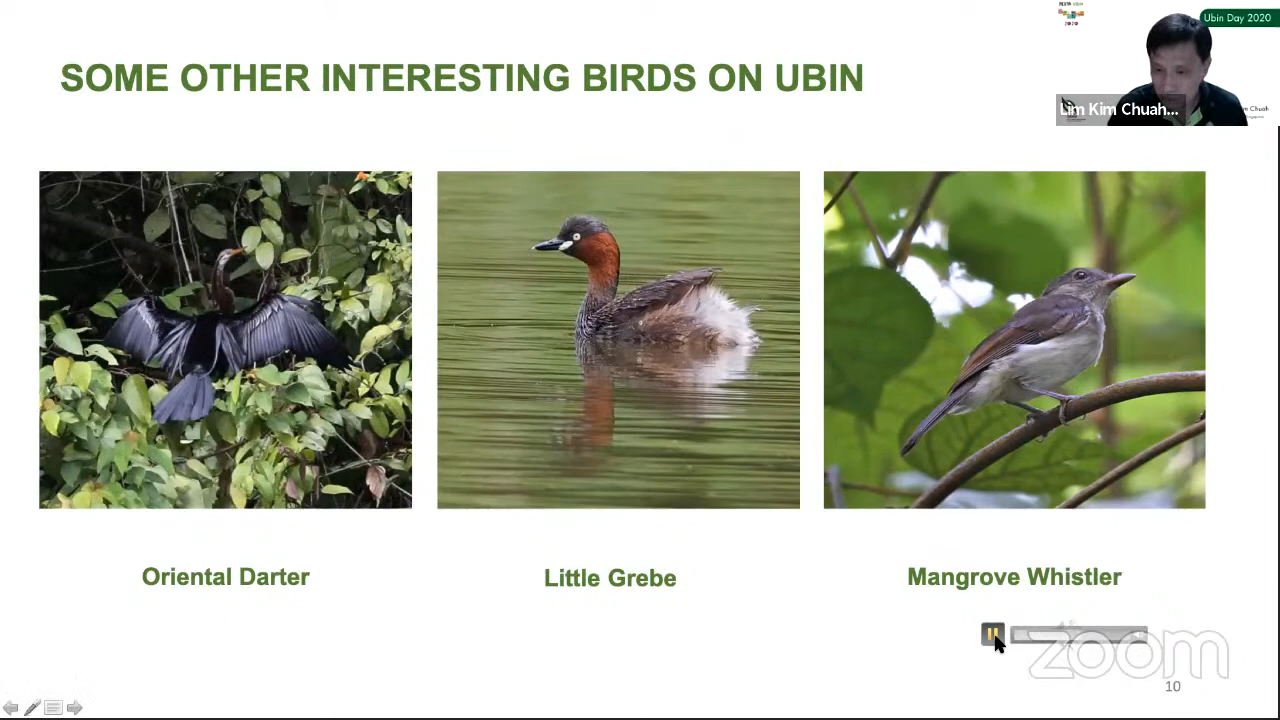 SOME OTHER INTERESTING BIRDS ON UBIN
Ubin Day 2020
Lim Kim Chuah...
Oriental Darter
Little Grebe
Mangrove Whistler
zoom
10